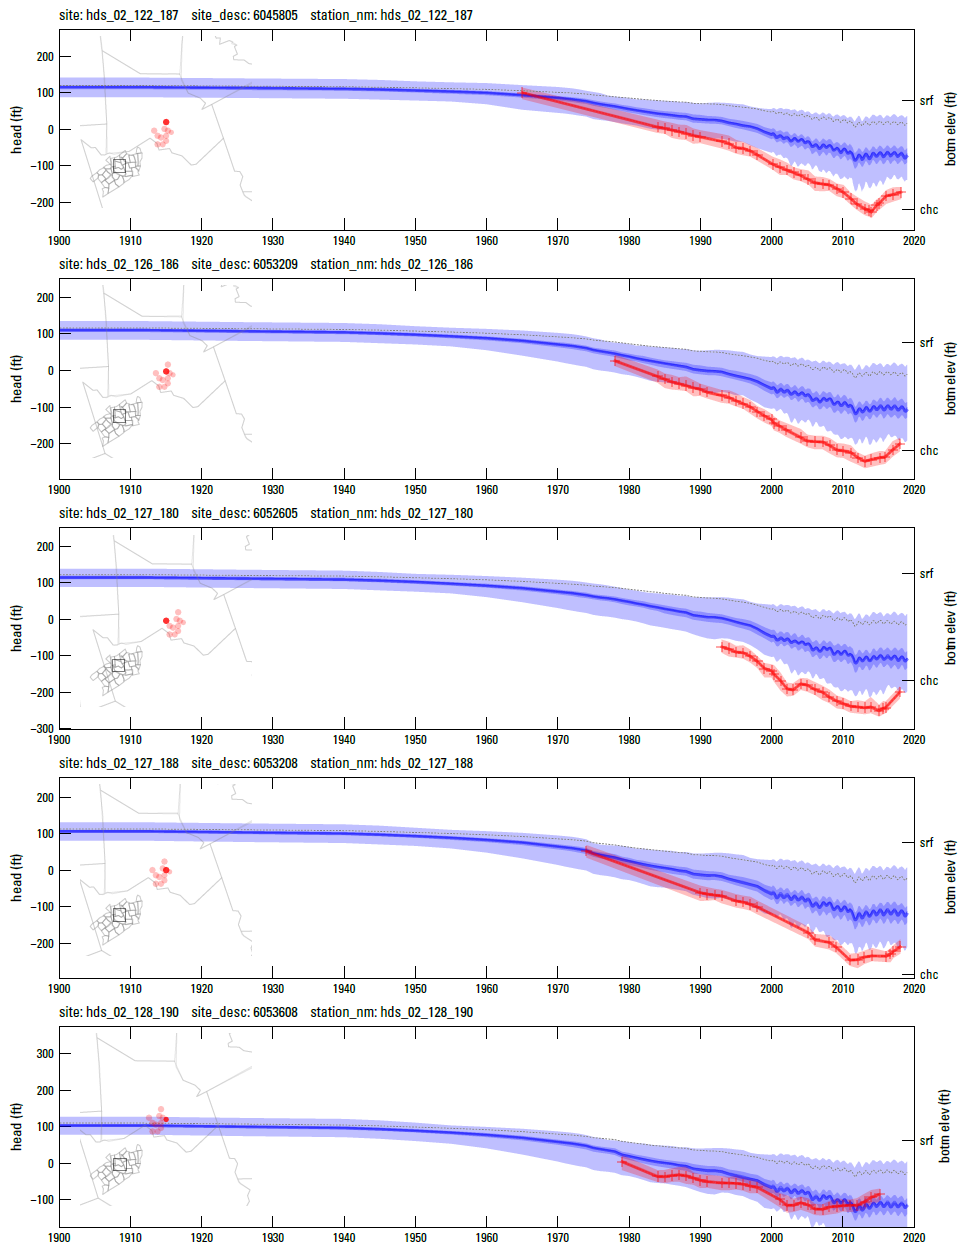 site: hds_02_122_187 site_desc: 6045805 station_nm: hds_02_122_187
200
100
0
−100
−200
head (ft)
srf
chc
botm elev (ft)
1900 1910 1920 1930 1940 1950 1960 1970 1980 1990 2000 2010 2020
site: hds_02_126_186 site_desc: 6053209 station_nm: hds_02_126_186
200
100
0
−100
−200
head (ft)
srf
chc
botm elev (ft)
1900 1910 1920 1930 1940 1950 1960 1970 1980 1990 2000 2010 2020
site: hds_02_127_180 site_desc: 6052605 station_nm: hds_02_127_180
200
100
0
−100
−200
−300
head (ft)
srf
chc
botm elev (ft)
1900 1910 1920 1930 1940 1950 1960 1970 1980 1990 2000 2010 2020
site: hds_02_127_188 site_desc: 6053208 station_nm: hds_02_127_188
200
100
0
−100
−200
head (ft)
srf
chc
botm elev (ft)
1900 1910 1920 1930 1940 1950 1960 1970 1980 1990 2000 2010 2020
site: hds_02_128_190 site_desc: 6053608 station_nm: hds_02_128_190
300
200
100
0
−100
head (ft)
srf
botm elev (ft)
1900 1910 1920 1930 1940 1950 1960 1970 1980 1990 2000 2010 2020